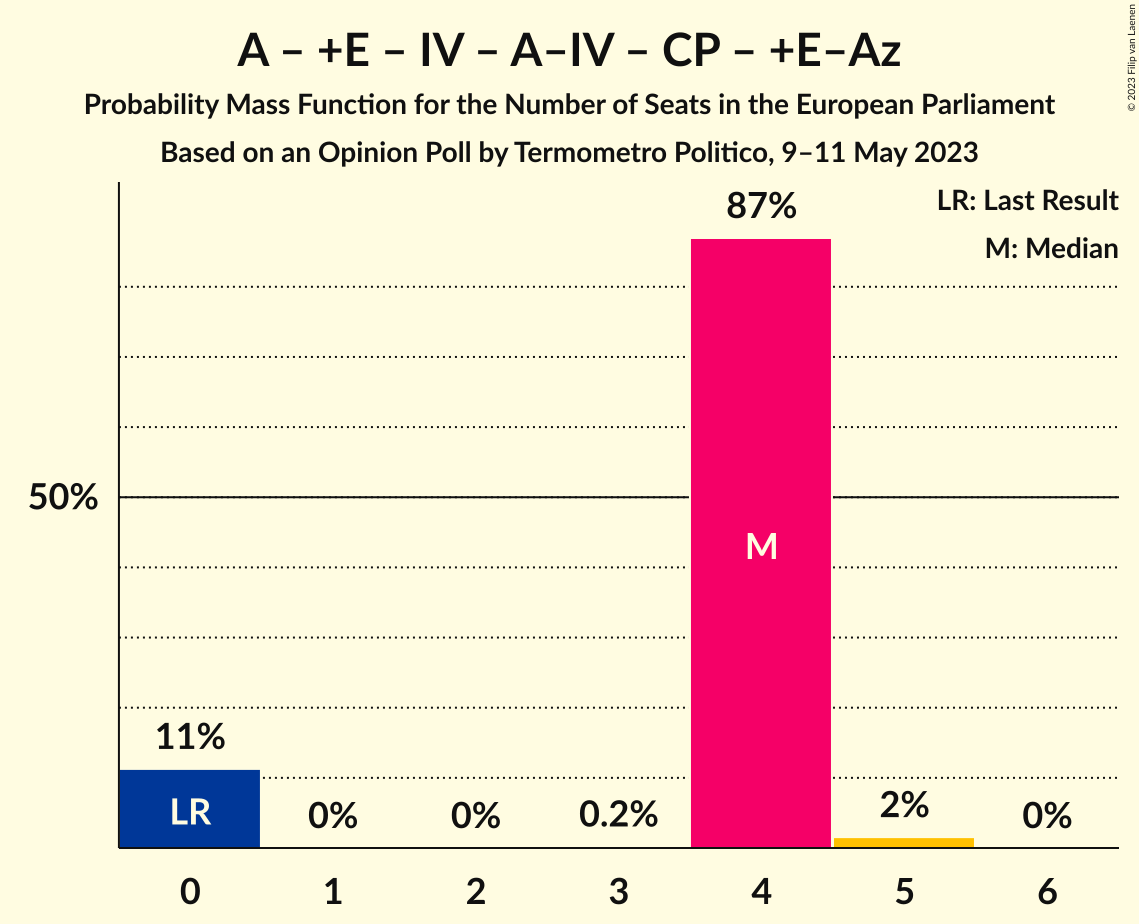 A – +E – IV – A–IV – CP – +E–Az
Probability Mass Function for the Number of Seats in the European Parliament
Based on an Opinion Poll by Termometro Politico, 9–11 May 2023
© 2023 Filip van Laenen
LR: Last Result
M: Median
87%
50%
M
11%
LR
0%
0%
0.2%
2%
0%
0 1 2 3 4 5 6